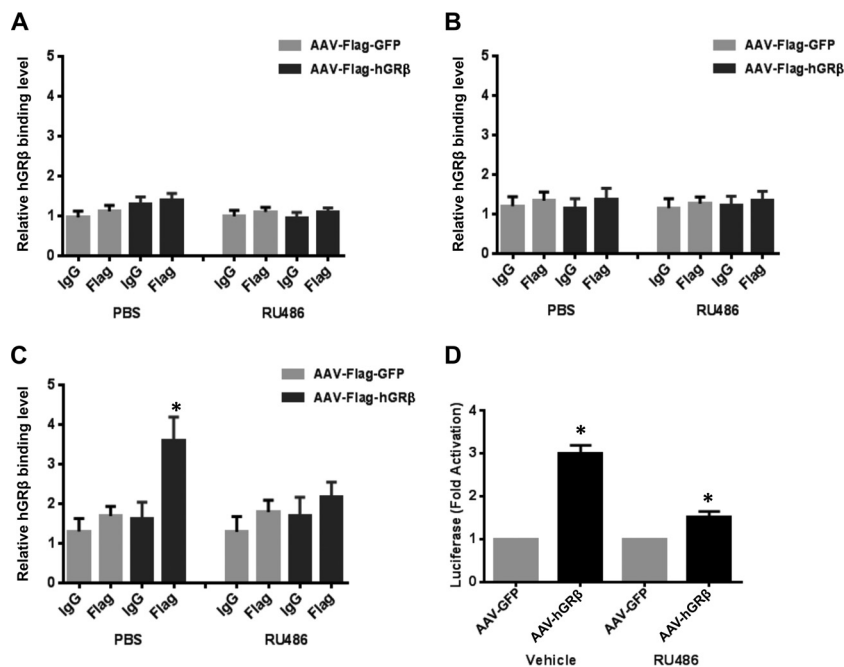 A
AAV-Flag-GFP
AAV-Flag-hGRβ
Relative hGRβ binding level
5
4
3
2
1
0
IgG Flag IgG Flag IgG Flag IgG Flag
PBS RU486
B
AAV-Flag-GFP
AAV-Flag-hGRβ
Relative hGRβ binding level
5
4
3
2
1
0
IgG Flag IgG Flag IgG Flag IgG Flag
PBS RU486
C
AAV-Flag-GFP
AAV-Flag-hGRβ
Relative hGRβ binding level
5
4
3
2
1
0
*
IgG Flag IgG Flag IgG Flag IgG Flag
PBS RU486
D
Luciferase (Fold Activation)
4
3
2
1
0
*
*
AAV-GFP AAV-hGRβ AAV-GFP AAV-hGRβ
Vehicle RU486